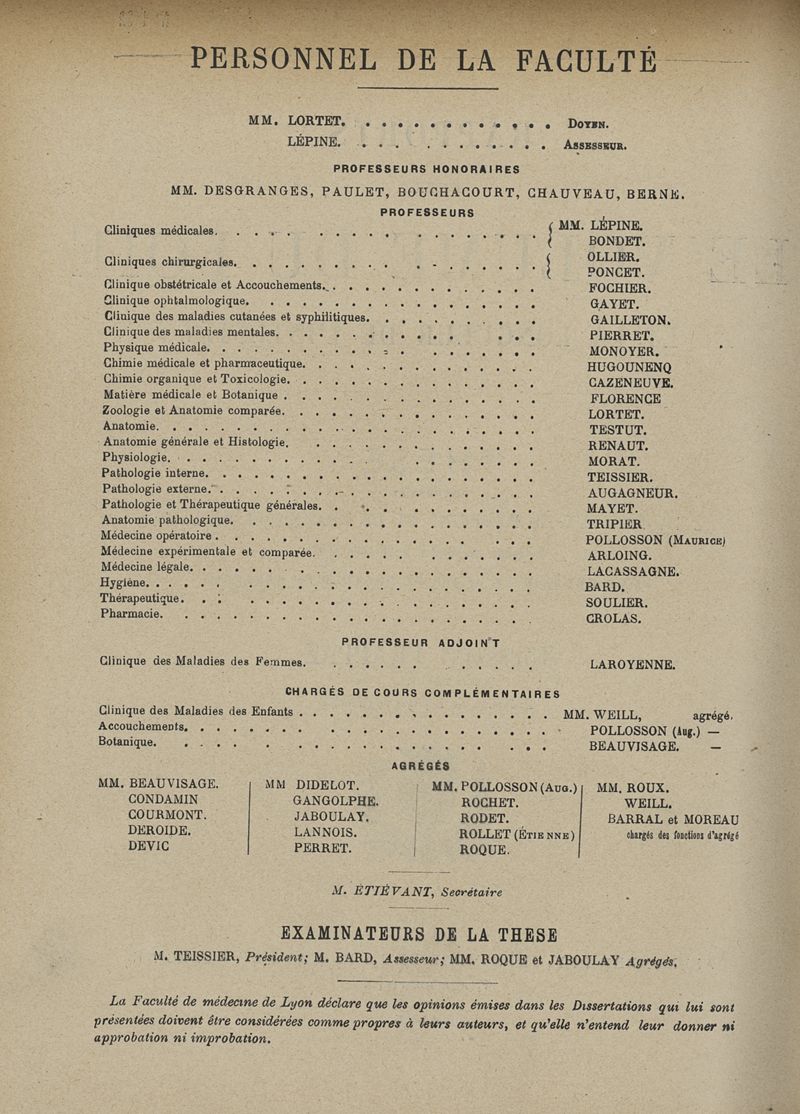 PERSONNEL DE LA FACULTÉ
MM. LORTET. . . . . . . . . . . . . DOYEN.
LÉPINE. . . . . . . . . . . . ASSESSEUR.
PROFESSEURS HONORAIRES
MM. DESGRANGES, PAULET, BOUCHACOURT, CHAUVEAU, BERNE.
PROFESSEURS
Cliniques médicales. . . . . . . . . . . . { MM. LÉPINE.
BONDET.
Cliniques chirurgicales. . . . . . . . . . . . { OLLIER.
PONCET.
Clinique obstétricale et Accouchements. . . . . . . . FOCHIER.
Clinique ophtalmologique. . . . . . . . . . . GAYET.
Clinique des maladies cutanées et syphilitiques. . . . . . . GAILLETON.
Clinique des maladies mentales. . . . . . . . . . PIERRET.
Physique médicale. . . . . . . . . . . . MONOYER.
Chimie médicale et pharmaceutique. . . . . . . . . HUGOUNENQ
Chimie organique et Toxicologie. . . . . . . . . . CAZENEUVE.
Matière médicale et Botanique . . . . . . . . . . FLORENCE
Zoologie et Anatomie comparée. . . . . . . . . . LORTET.
Anatomie. . . . . . . . . . . . . . TESTUT.
Anatomie générale et Histologie. . . . . . . . . . RENAUT.
Physiologie. . . . . . . . . . . . . MORAT.
Pathologie interne. . . . . . . . . . . . TEISSIER.
Pathologie externe. . . . . . . . . . . . AUGAGNEUR.
Pathologie et Thérapeutique générales. . . . . . . . MAYET.
Anatomie pathologique. . . . . . . . . . . TRIPIER
Médecine opératoire . . . . . . . . . . . POLLOSSON (MAURICE)
Médecine expérimentale et comparée. . . . . . . . . ARLOING.
Médecine légale. . . . . . . . . . . . . LACASSAGNE.
Hygiène. . . . . . . . . . . . . . BARD.
Thérapeutique. . . . . . . . . . . . . SOULIER.
Pharmacie. . . . . . . . . . . . . . CROLAS.
PROFESSEUR ADJOINT
Clinique des Maladies des Femmes. . . . . . . . . . LAROYENNE.
CHARGÉS DE COURS COMPLÉMENTAIRES
Clinique des Maladies des Enfants . . . . . . . . . MM. WEILL, agrégé.
Accouchements. . . . . . . . . . . . . POLLOSSON (Aug.) —
Botanique. . . . . . . . . . . . . . BEAUVISAGE. —
AGRÉGÉS
MM. BEAUVISAGE.
CONDAMIN
COURMONT.
DEROIDE.
DEVIC
MM DIDELOT.
GANGOLPHE.
JABOULAY.
LANNOIS.
PERRET.
MM. POLLOSSON (AUG.)
ROCHET.
RODET.
ROLLET (ÉTIENNE)
ROQUE.
MM. ROUX.
WEILL.
BARRAL et MOREAU
chargés des fonctions d'agrégé
M. ÉTIÉVANT, Secrétaire
EXAMINATEURS DE LA THESE
M. TEISSIER, Président; M. BARD, Assesseur; MM. ROQUE et JABOULAY Agrégés.
La Faculté de médecine de Lyon déclare que les opinions émises dans les Dissertations qui lui sont
présentées doivent être considérées comme propres à leurs auteurs, et qu'elle n'entend leur donner ni
approbation ni improbation.